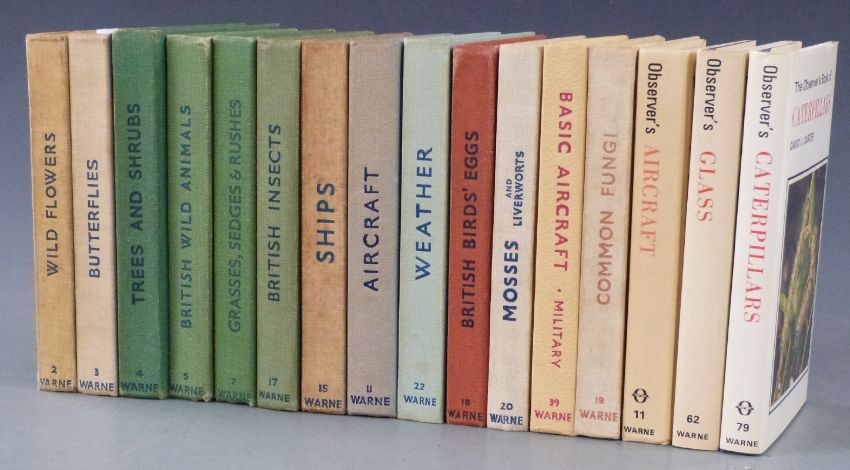 WILD FLOWERS
2
WARNE
BUTTERFLIES
3
WARNE
TREES AND SHRUBS
4
WARNE
BRITISH WILD ANIMALS
5
WARNE
GRASSES, SEDGES & RUSHES
7
WARNE
BRITISH INSECTS
17
WARNE
SHIPS
15
WARNE
AIRCRAFT
11
WARNE
WEATHER
22
WARNE
BRITISH BIRDS' EGGS
18
WARNE
MOSSES
AND
LIVERWORTS
20
WARNE
BASIC AIRCRAFT · MILITARY
39
WARNE
COMMON FUNGI
19
WARNE
Observer's AIRCRAFT
11
WARNE
Observer's GLASS
62
WARNE
Observer's CATERPILLARS
79
WARNE
The Observer's Book of
CATERPILLARS
DAVID J. CARTER